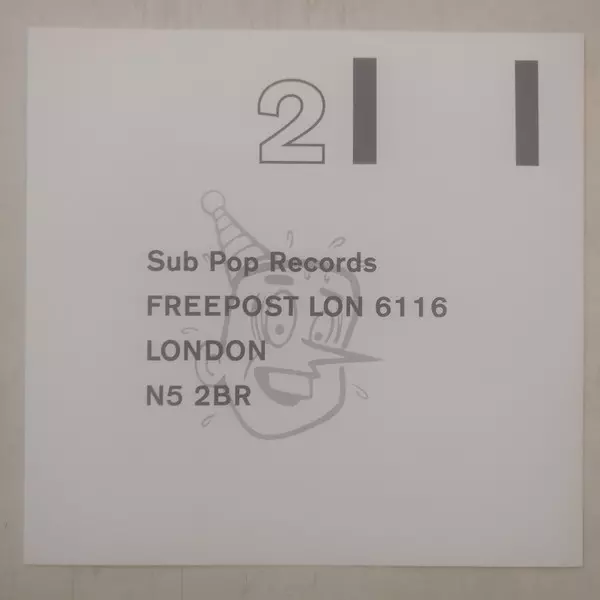 2
Sub Pop Records
FREEPOST LON 6116
LONDON
N5 2BR